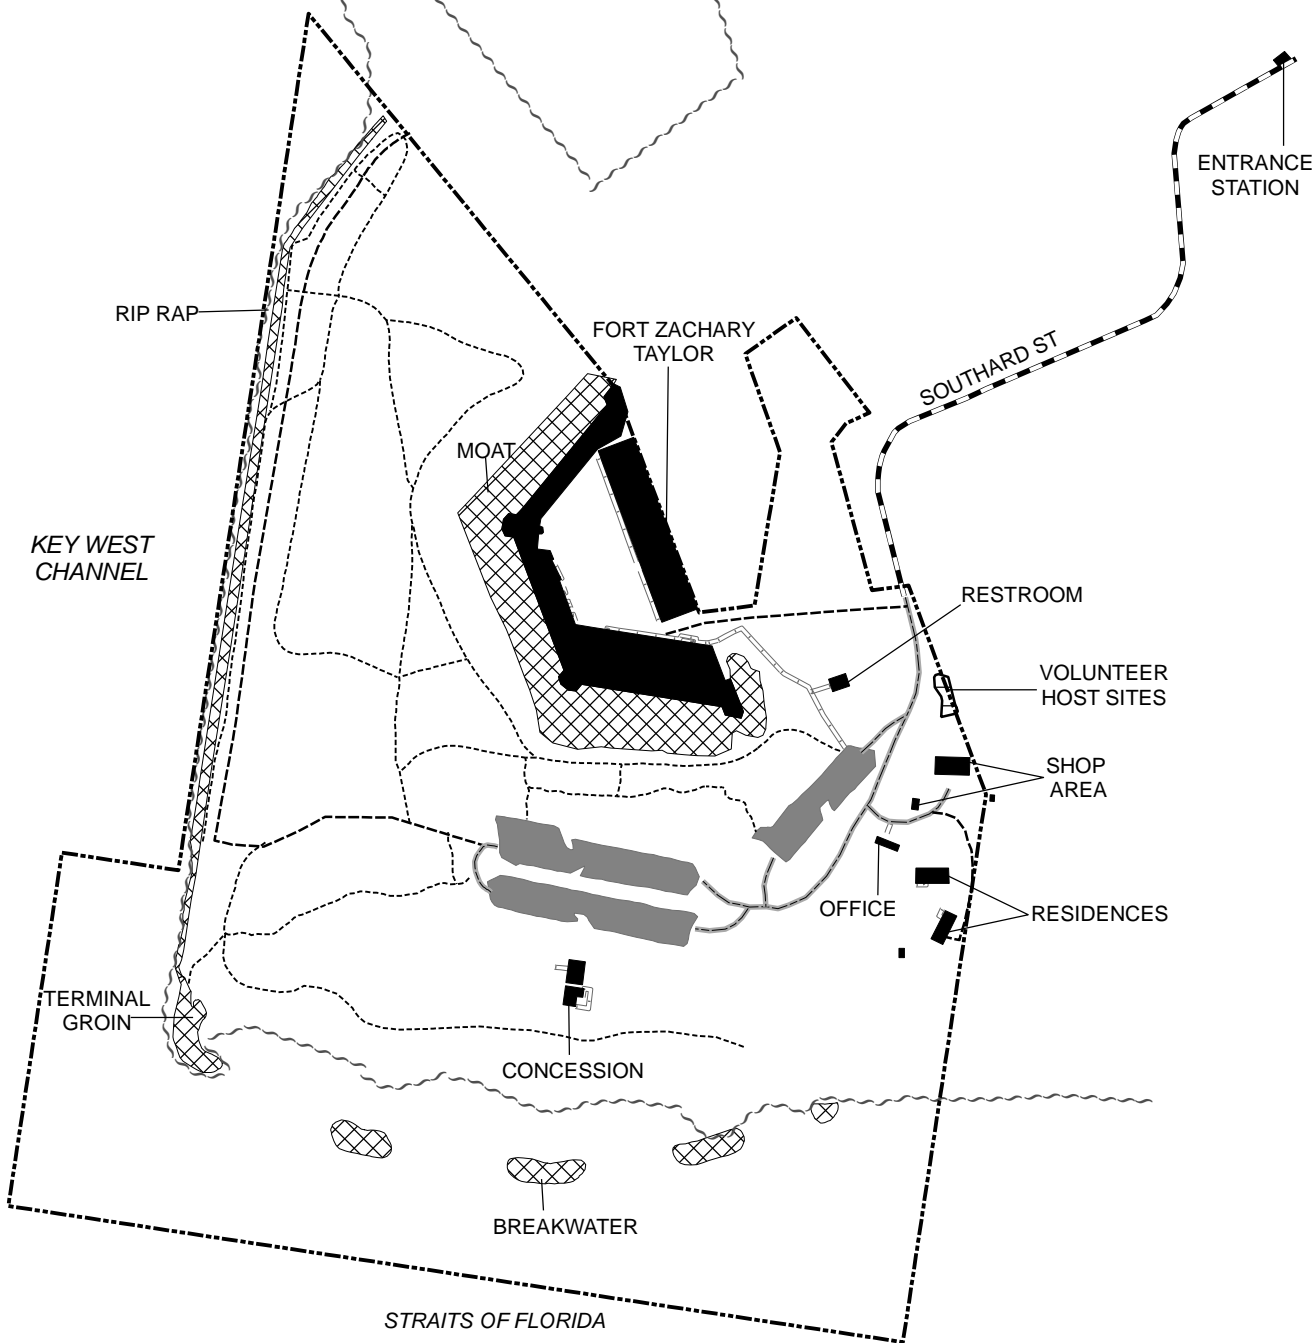 ENTRANCE
STATION
RIP RAP
FORT ZACHARY
TAYLOR
SOUTHARD ST
MOAT
KEY WEST
CHANNEL
RESTROOM
VOLUNTEER
HOST SITES
SHOP
AREA
OFFICE
RESIDENCES
TERMINAL
GROIN
CONCESSION
BREAKWATER
STRAITS OF FLORIDA